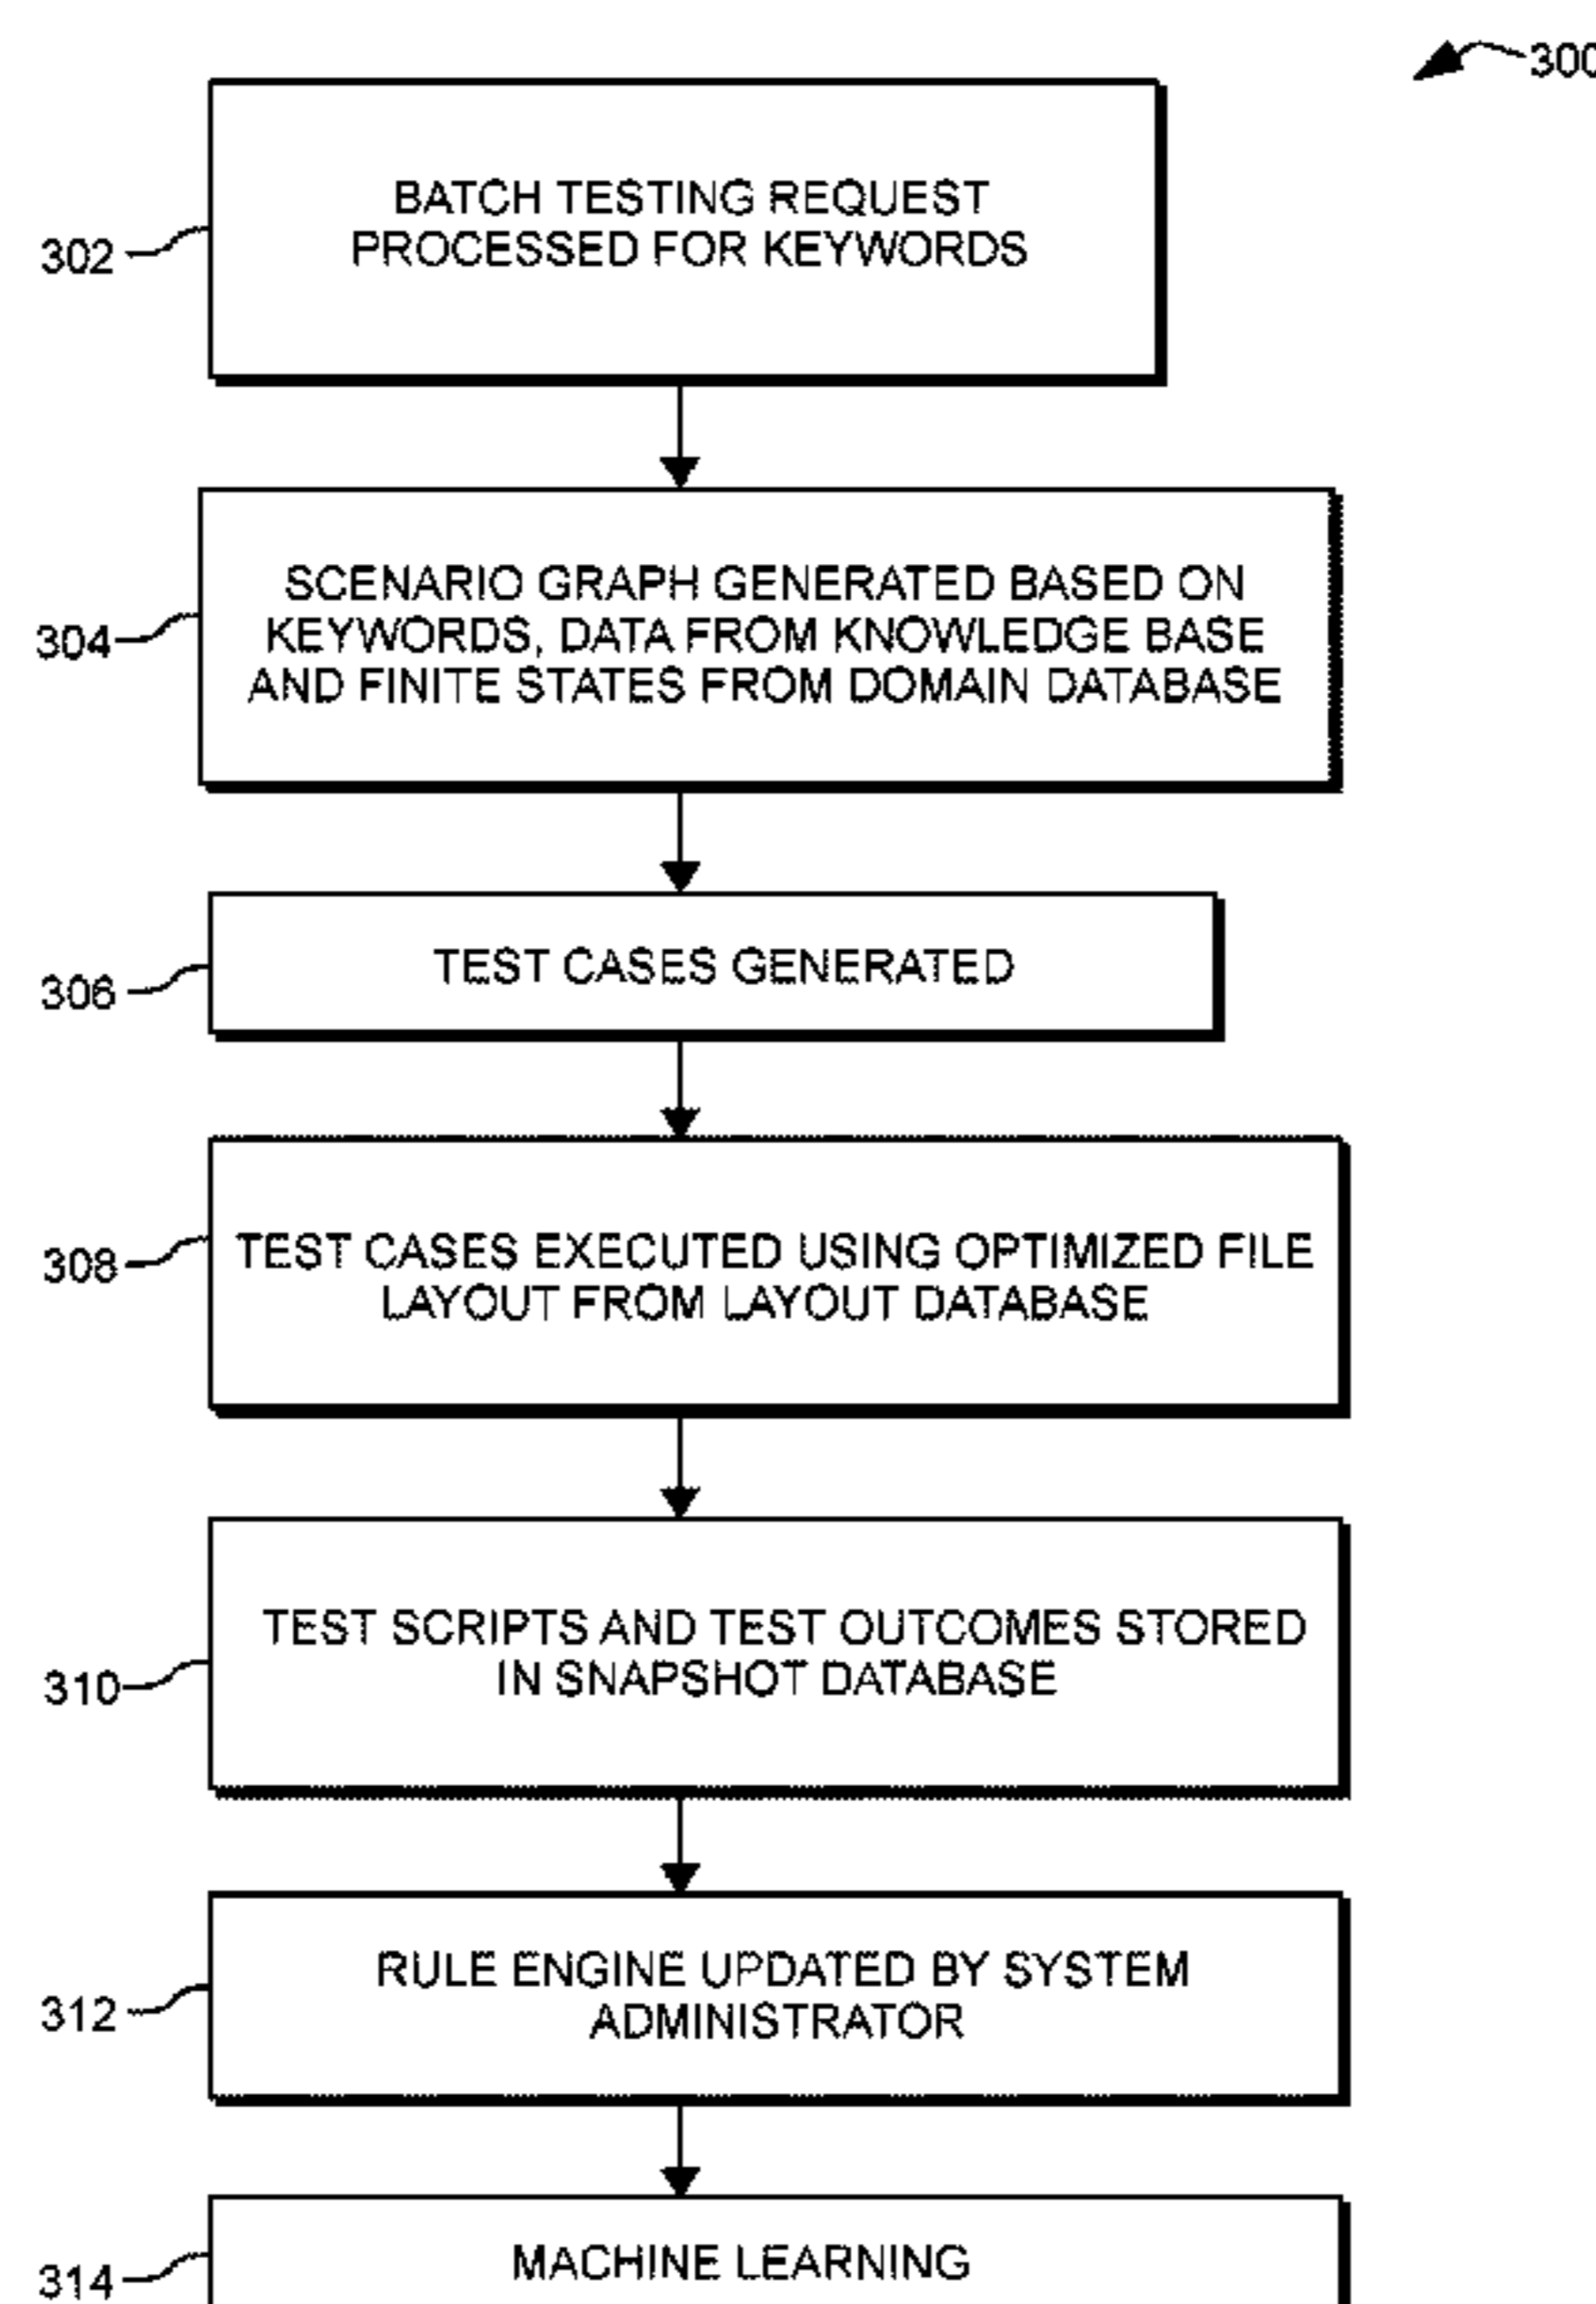 300
BATCH TESTING REQUEST
PROCESSED FOR KEYWORDS
302
SCENARIO GRAPH GENERATED BASED ON
KEYWORDS, DATA FROM KNOWLEDGE BASE
AND FINITE STATES FROM DOMAIN DATABASE
304
TEST CASES GENERATED
306
TEST CASES EXECUTED USING OPTIMIZED FILE
LAYOUT FROM LAYOUT DATABASE
308
TEST SCRIPTS AND TEST OUTCOMES STORED
IN SNAPSHOT DATABASE
310
RULE ENGINE UPDATED BY SYSTEM
ADMINISTRATOR
312
MACHINE LEARNING
314